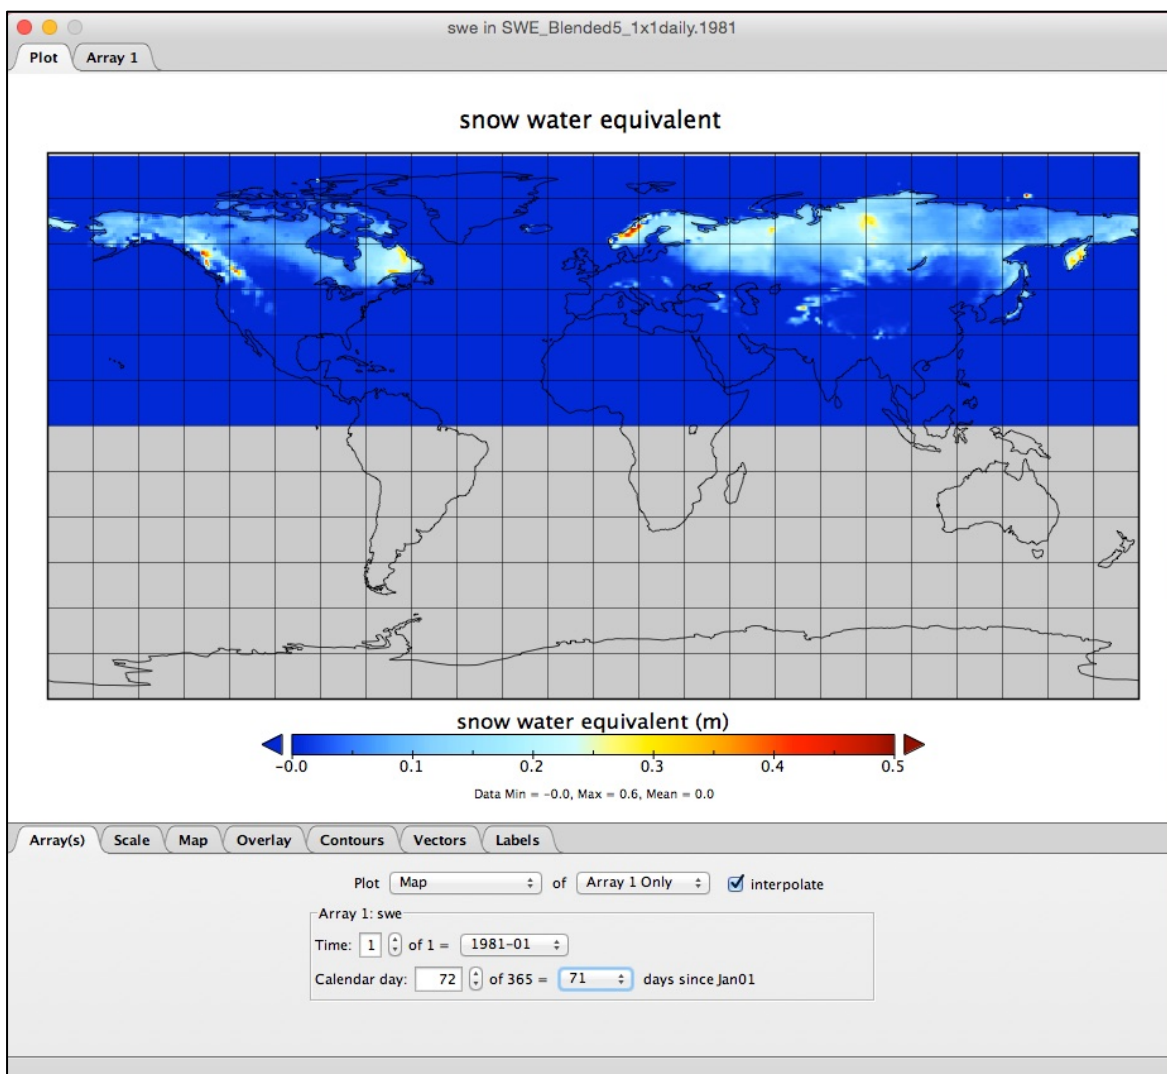 swe in SWE_Blended5_1x1daily.1981
Plot Array 1
snow water equivalent
snow water equivalent (m)
-0.0 0.1 0.2 0.3 0.4 0.5
Data Min = -0.0, Max = 0.6, Mean = 0.0
Array(s) Scale Map Overlay Contours Vectors Labels
Plot Map of Array 1 Only interpolate
Array 1: swe
Time: 1 of 1 = 1981-01
Calendar day: 72 of 365 = 71 days since Jan01